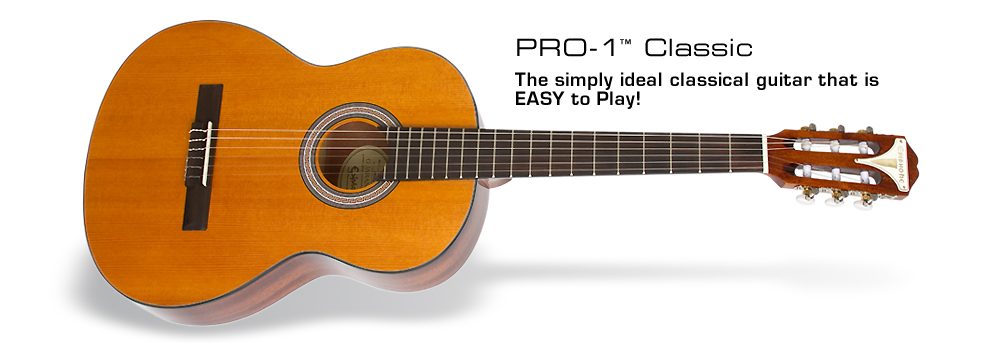 PRO-1™ Classic
The simply ideal classical guitar that is
EASY to Play!